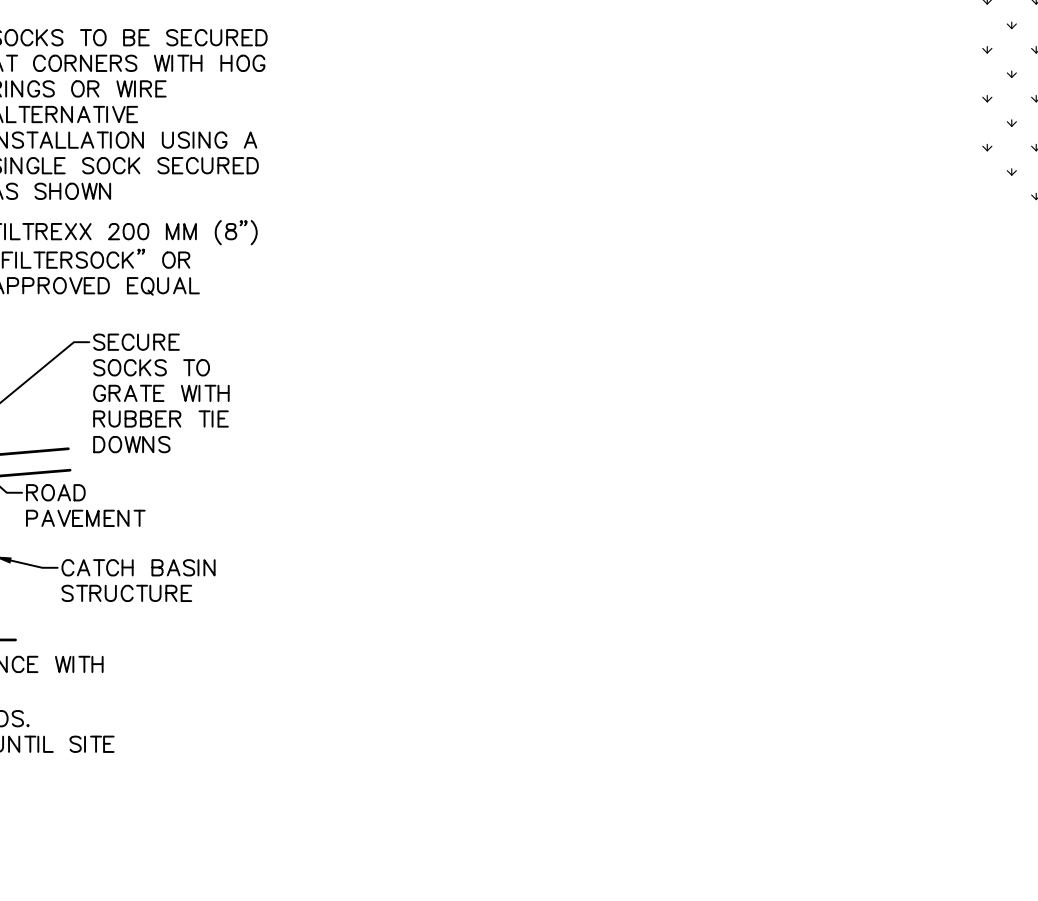 SOCKS TO BE SECURED
AT CORNERS WITH HOG
RINGS OR WIRE
ALTERNATIVE
INSTALLATION USING A
SINGLE SOCK SECURED
AS SHOWN
FILTREXX 200 MM (8”)
“FILTERSOCK” OR
APPROVED EQUAL
SECURE
SOCKS TO
GRATE WITH
RUBBER TIE
DOWNS
ROAD
PAVEMENT
CATCH BASIN
STRUCTURE
NCE WITH
DS.
UNTIL SITE